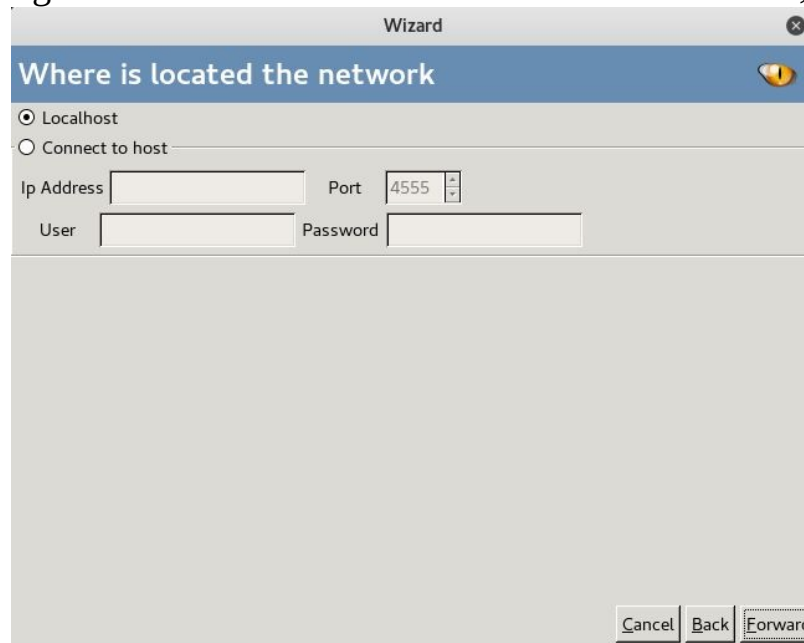 Wizard
Where is located the network
Localhost
Connect to host
Ip Address Port 4555
User Password
Cancel Back